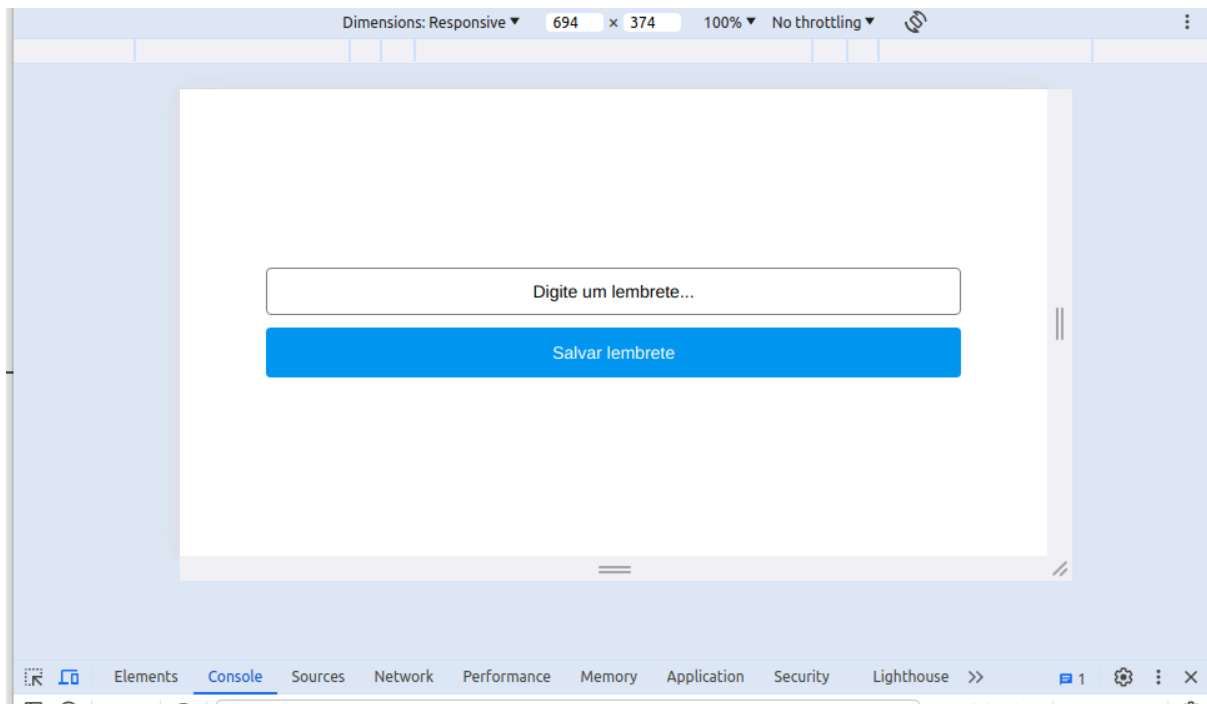 Dimensions: Responsive ▼ 694 × 374 100% ▼ No throttling ▼
Digite um lembrete...
Salvar lembrete
Elements Console Sources Network Performance Memory Application Security Lighthouse >> 1